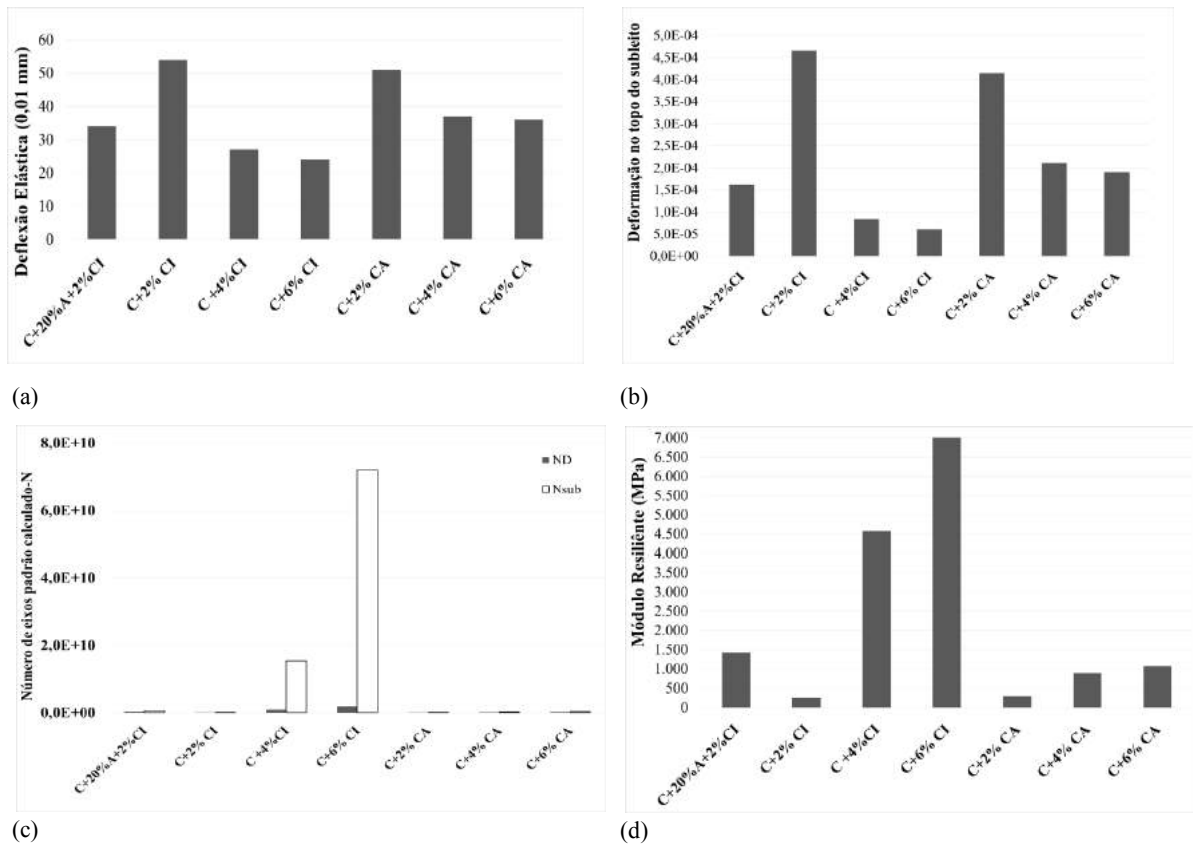 Deflexão Elástica (0,01 mm)
60
50
40
30
20
10
0
C+20%A+2%CI
C+2% CI
C +4%CI
C+6% CI
C+2% CA
C+4% CA
C+6% CA
(a)
Deformação no topo do subleito
5,0E-04
4,5E-04
4,0E-04
3,5E-04
3,0E-04
2,5E-04
2,0E-04
1,5E-04
1,0E-04
5,0E-05
0,0E+00
C+20%A+2%CI
C+2% CI
C +4%CI
C+6% CI
C+2% CA
C+4% CA
C+6% CA
(b)
Número de eixos padrão calculado-N
8,0E+10
6,0E+10
4,0E+10
2,0E+10
0,0E+00
ND
Nsub
C+20%A+2%CI
C+2% CI
C +4%CI
C+6% CI
C+2% CA
C+4% CA
C+6% CA
(c)
Módulo Resiliênte (MPa)
7.000
6.500
6.000
5.500
5.000
4.500
4.000
3.500
3.000
2.500
2.000
1.500
1.000
500
0
C+20%A+2%CI
C+2% CI
C +4%CI
C+6% CI
C+2% CA
C+4% CA
C+6% CA
(d)